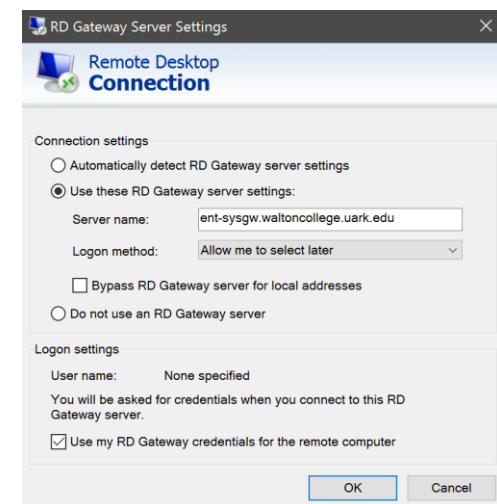 RD Gateway Server Settings
Remote Desktop
Connection
Connection settings
Automatically detect RD Gateway server settings
Use these RD Gateway server settings:
Server name: ent-sysgw.waltoncollege.uark.edu
Logon method: Allow me to select later
Bypass RD Gateway server for local addresses
Do not use an RD Gateway server
Logon settings
User name: None specified
You will be asked for credentials when you connect to this RD
Gateway server.
Use my RD Gateway credentials for the remote computer
OK Cancel